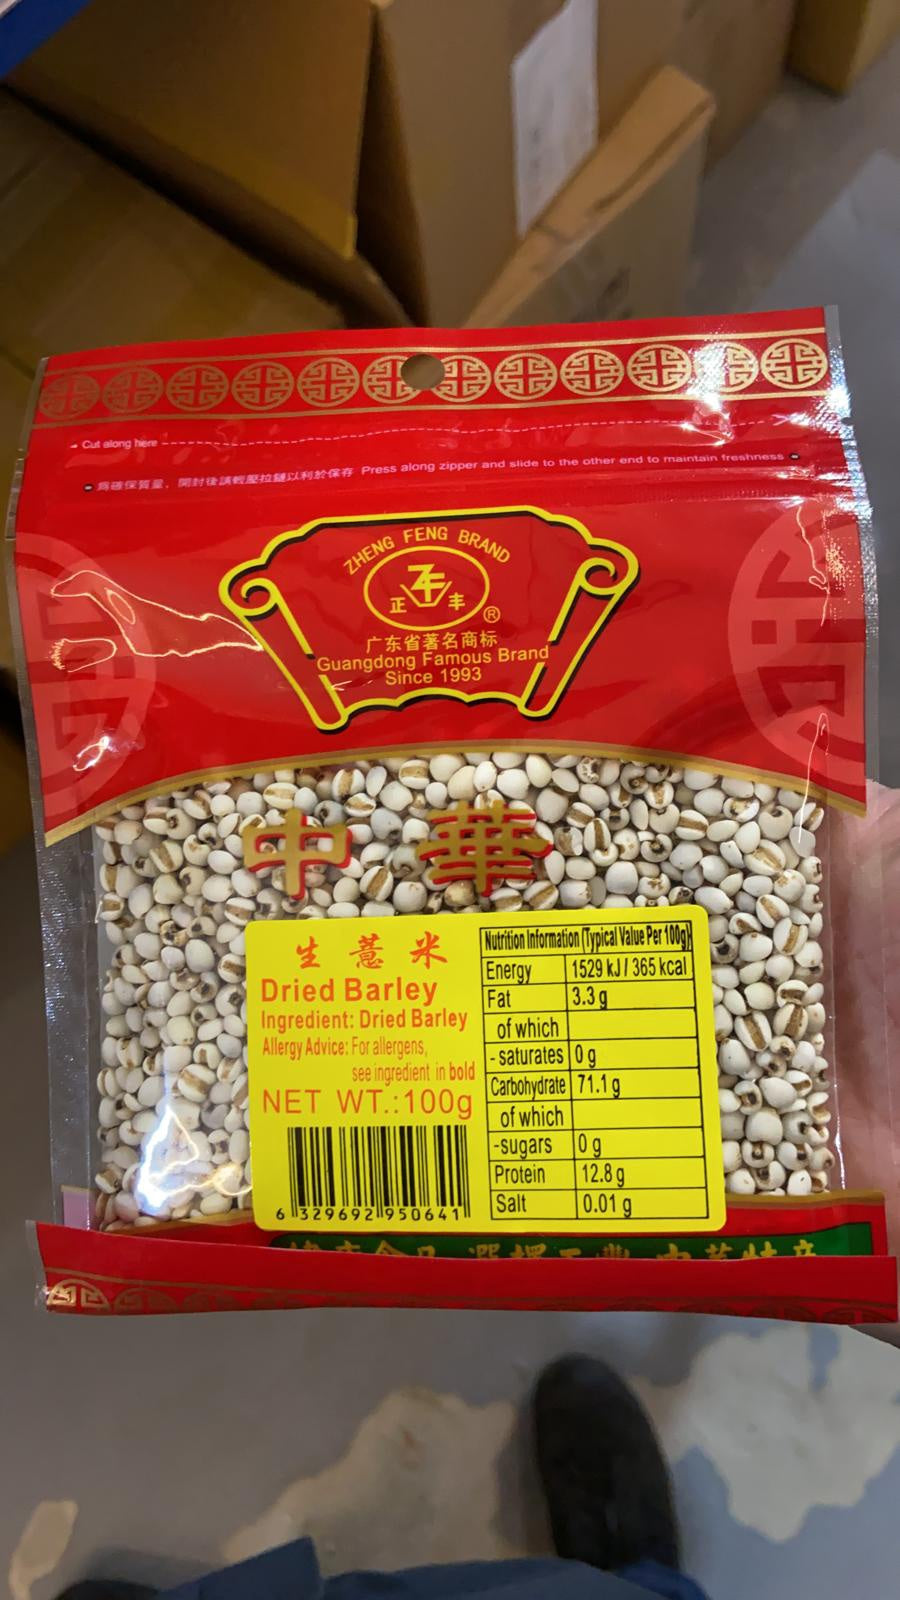 Cut along here
為確保質量，開封後請輕壓拉鏈以利於保存 Press along zipper and slide to the other end to maintain freshness
ZHENG FENG BRAND
正 丰
®
广东省著名商标
Guangdong Famous Brand
Since 1993
中 華
生薏米
Dried Barley
Ingredient: Dried Barley
Allergy Advice: For allergens,
see ingredient in bold
NET WT.:100g
6 329692 950641
Nutrition Information (Typical Value Per 100g)
Energy 1529 kJ / 365 kcal
Fat 3.3 g
of which
- saturates 0 g
Carbohydrate 71.1 g
of which
-sugars 0 g
Protein 12.8 g
Salt 0.01 g